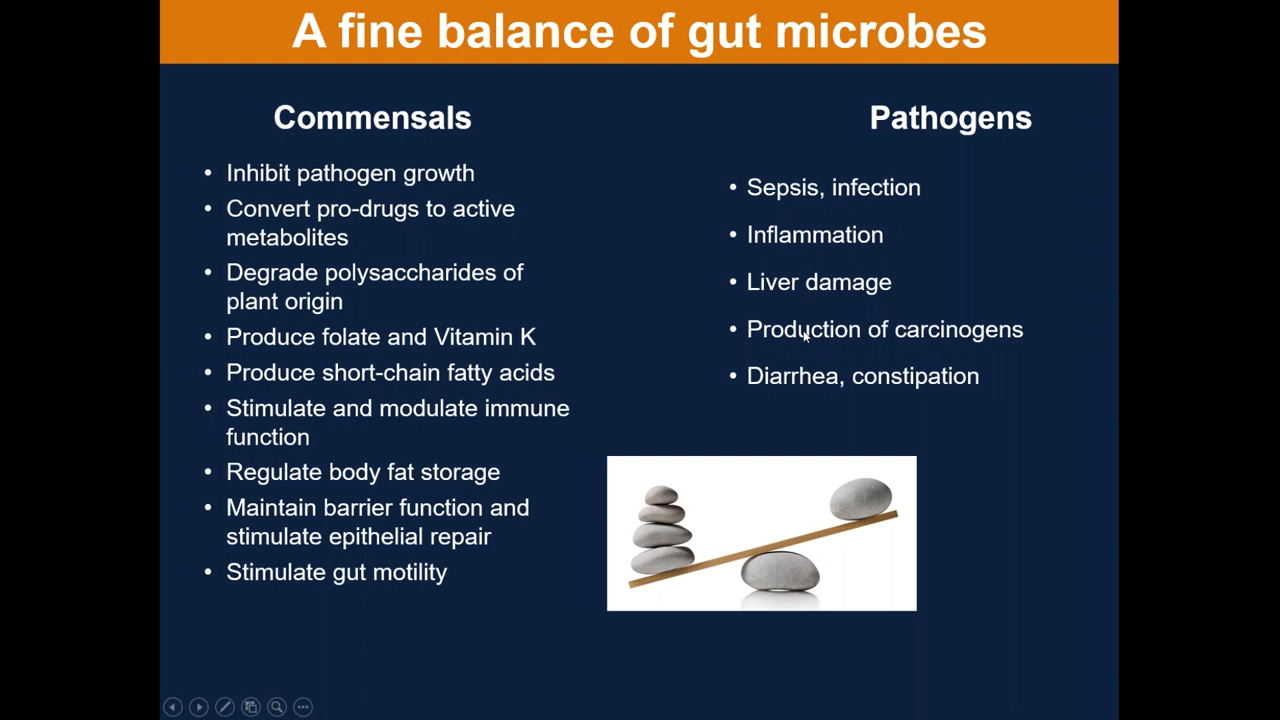 A fine balance of gut microbes
Commensals
• Inhibit pathogen growth
• Convert pro-drugs to active
metabolites
• Degrade polysaccharides of
plant origin
• Produce folate and Vitamin K
• Produce short-chain fatty acids
• Stimulate and modulate immune
function
• Regulate body fat storage
• Maintain barrier function and
stimulate epithelial repair
• Stimulate gut motility
Pathogens
• Sepsis, infection
• Inflammation
• Liver damage
• Production of carcinogens
• Diarrhea, constipation